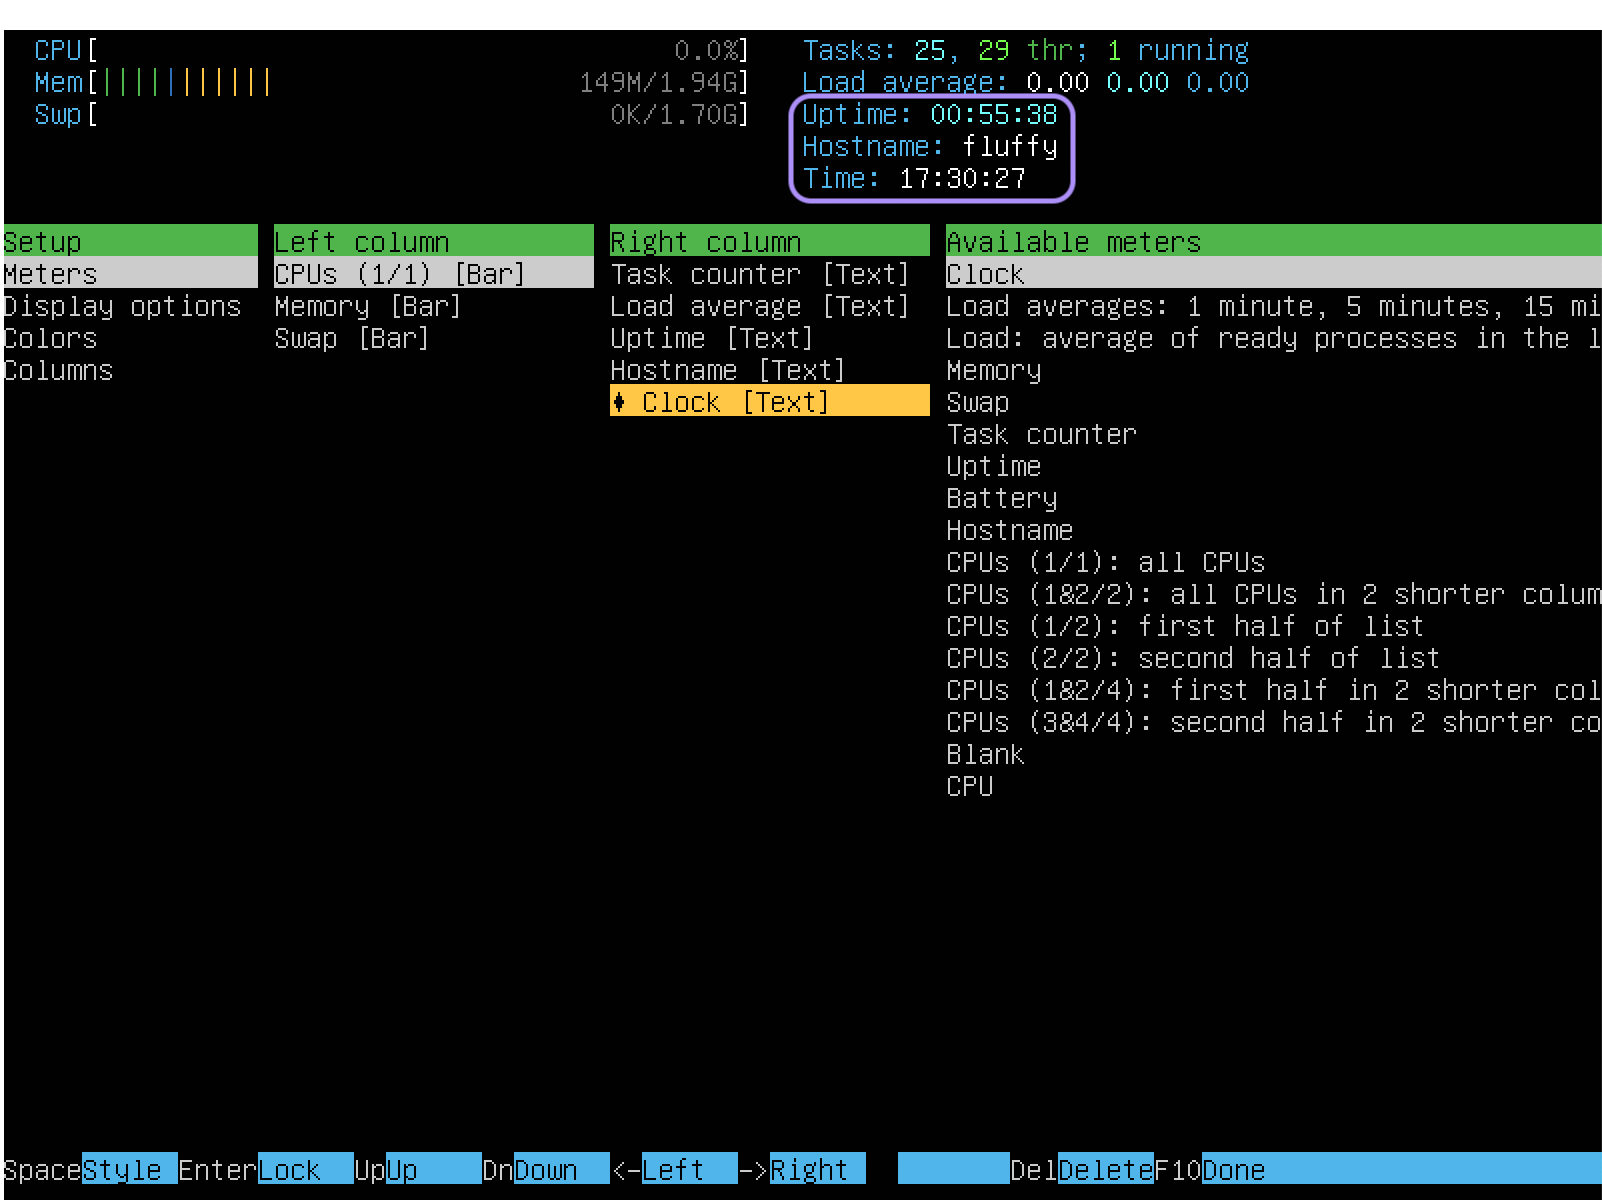 CPU[ 0.0%] Tasks: 25, 29 thr; 1 running
Mem[||||||||||| 149M/1.94G] Load average: 0.00 0.00 0.00
Swp[ 0K/1.70G] Uptime: 00:55:38
Hostname: fluffy
Time: 17:30:27
Setup Left column Right column Available meters
Meters CPUs (1/1) [Bar] Task counter [Text] Clock
Display options Memory [Bar] Load average [Text] Load averages: 1 minute, 5 minutes, 15 mi
Colors Swap [Bar] Uptime [Text] Load: average of ready processes in the l
Columns Hostname [Text] Memory
♦ Clock [Text] Swap
Task counter
Uptime
Battery
Hostname
CPUs (1/1): all CPUs
CPUs (1&2/2): all CPUs in 2 shorter colum
CPUs (1/2): first half of list
CPUs (2/2): second half of list
CPUs (1&2/4): first half in 2 shorter col
CPUs (3&4/4): second half in 2 shorter co
Blank
CPU
SpaceStyle EnterLock UpUp DnDown <-Left ->Right DelDeleteF10Done